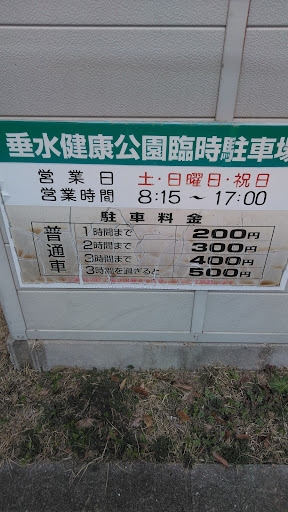 垂水健康公園臨時駐車場
営業日 土・日曜日・祝日
営業時間 8:15～17:00
駐車料金
普通車
1時間まで 200円
2時間まで 300円
3時間まで 400円
3時間を過ぎると 500円